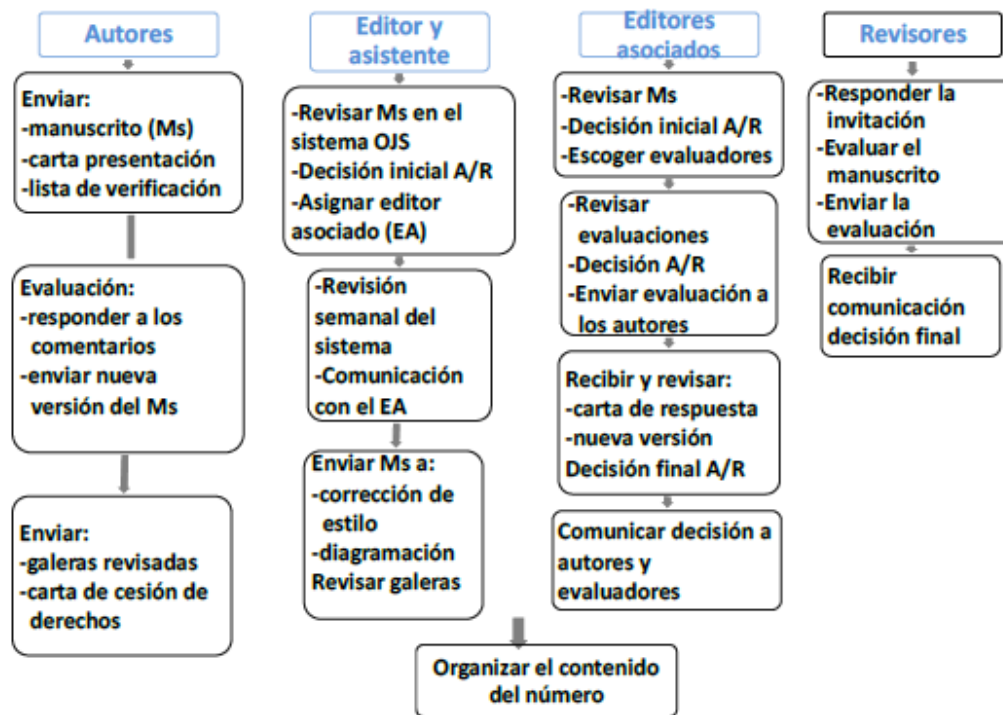 Autores
Enviar:
-manuscrito (Ms)
-carta presentación
-lista de verificación
Evaluación:
-responder a los
comentarios
-enviar nueva
versión del Ms
Enviar:
-galeras revisadas
-carta de cesión de
derechos
Editor y
asistente
-Revisar Ms en el
sistema OJS
-Decisión inicial A/R
-Asignar editor
asociado (EA)
-Revisión
semanal del
sistema
-Comunicación
con el EA
Enviar Ms a:
-corrección de
estilo
-diagramación
Revisar galeras
Editores
asociados
-Revisar Ms
-Decisión inicial A/R
-Escoger evaluadores
-Revisar
evaluaciones
-Decisión A/R
-Enviar evaluación a
los autores
Recibir y revisar:
-carta de respuesta
-nueva versión
Decisión final A/R
Comunicar decisión a
autores y
evaluadores
Revisores
-Responder la
invitación
-Evaluar el
manuscrito
-Enviar la
evaluación
Recibir
comunicación
decisión final
Organizar el contenido
del número